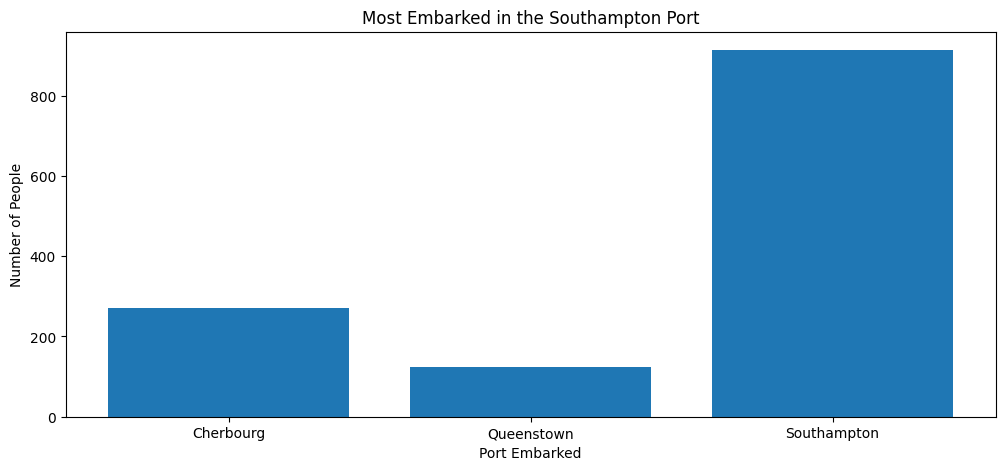 Most Embarked in the Southampton Port
Number of People
800
600
400
200
0
Cherbourg
Queenstown
Southampton
Port Embarked